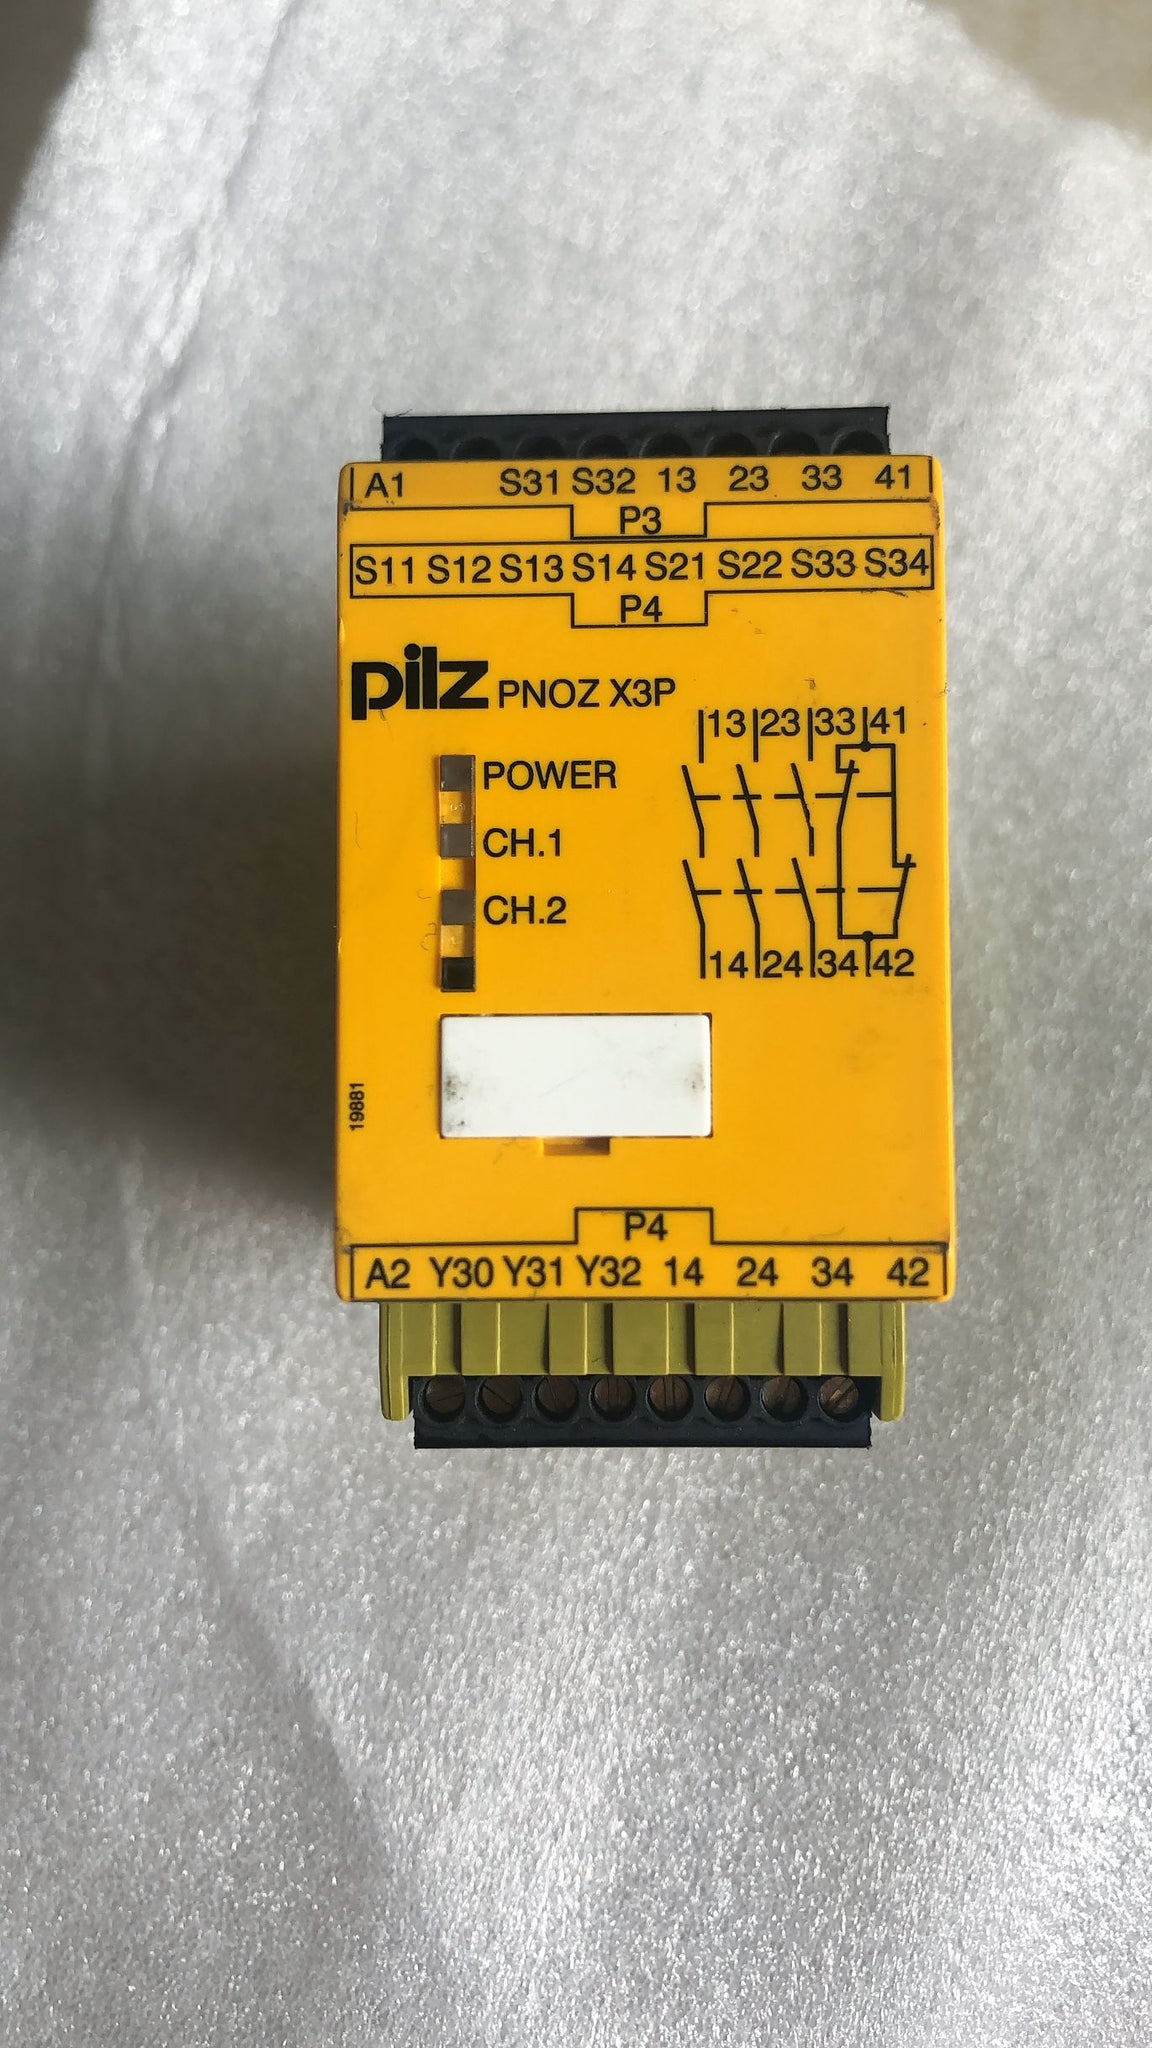 A1 S31 S32 13 23 33 41
P3
S11 S12 S13 S14 S21 S22 S33 S34
P4
pilz PNOZ X3P
13 23 33 41
POWER
CH.1
CH.2
14 24 34 42
19881
P4
A2 Y30 Y31 Y32 14 24 34 42